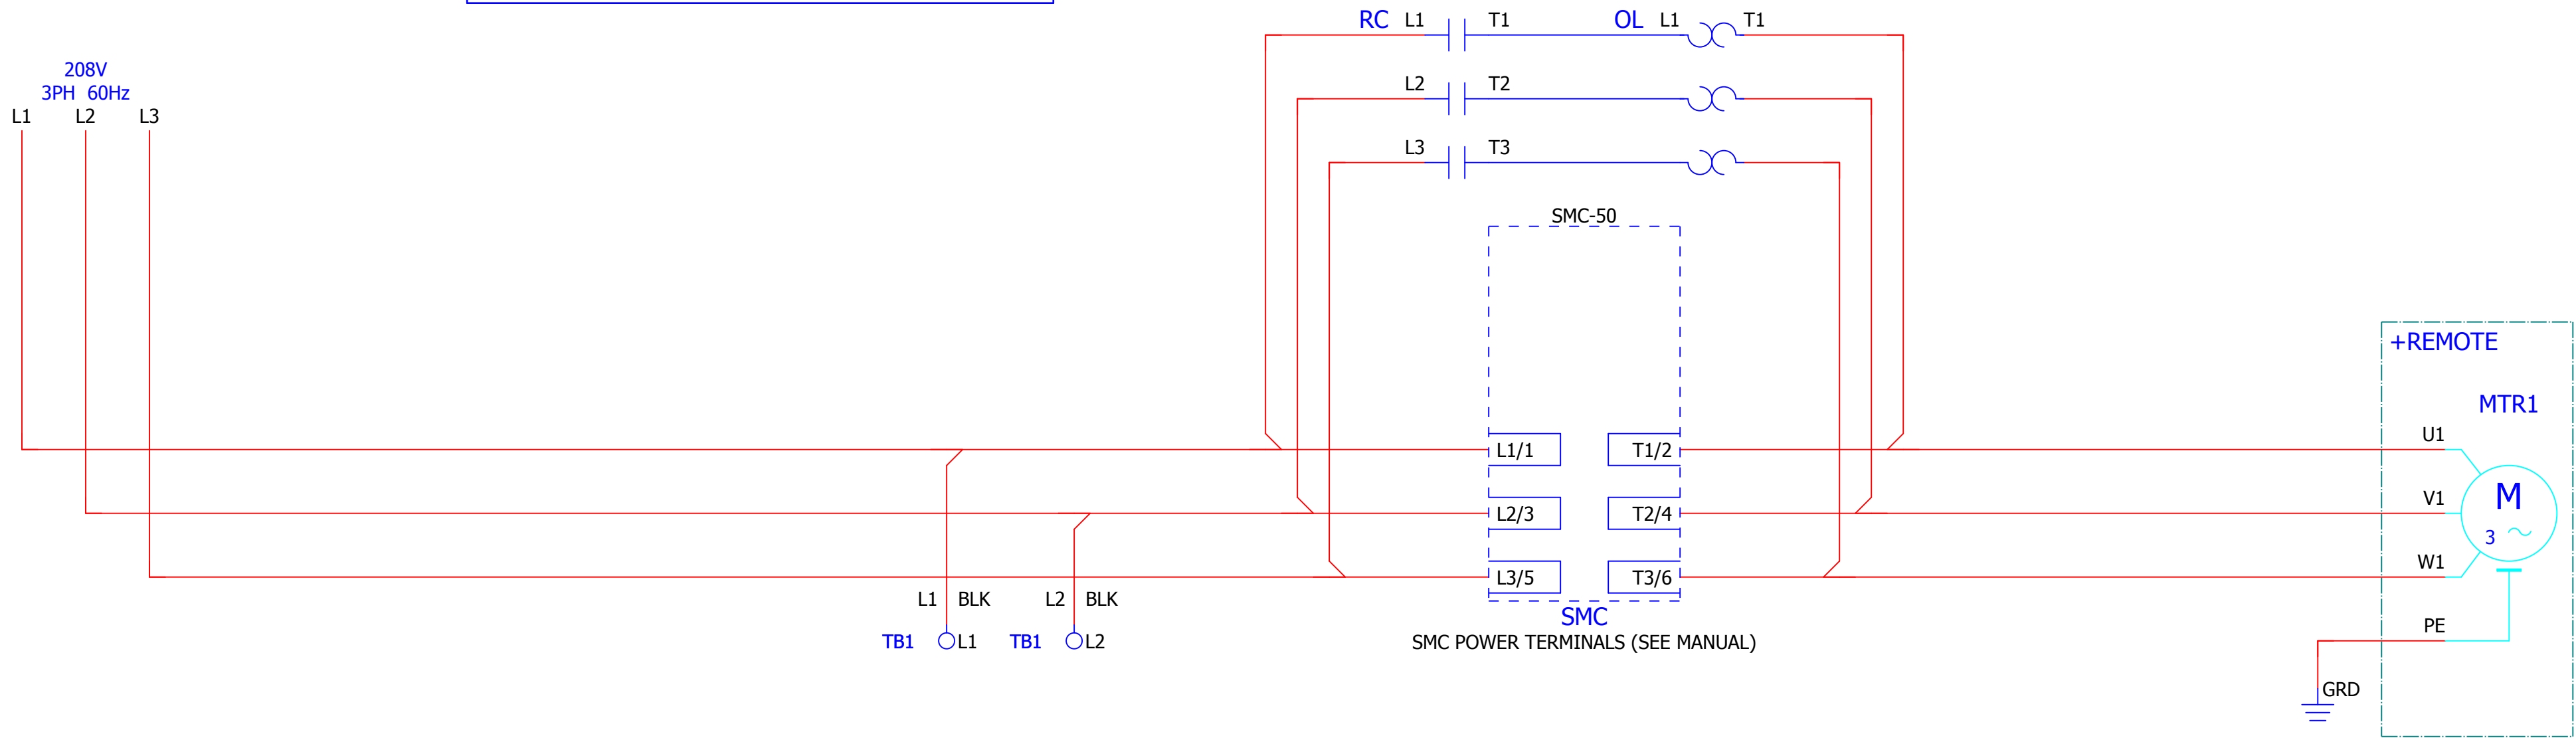 RC L1 T1 OL L1 T1
208V
3PH 60Hz
L2 T2
L1 L2 L3
L3 T3
SMC-50
+REMOTE
MTR1
U1
L1/1 T1/2
M
V1
L2/3 T2/4
3
W1
L3/5 T3/6
L1 BLK L2 BLK
SMC
PE
TB1 L1 TB1 L2
SMC POWER TERMINALS (SEE MANUAL)
GRD